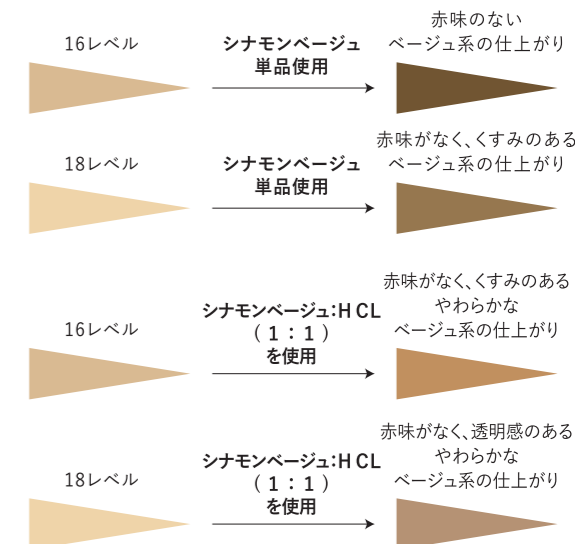 16レベル
シナモンベージュ
単品使用
赤味のない
ベージュ系の仕上がり
18レベル
シナモンベージュ
単品使用
赤味がなく、くすみのある
ベージュ系の仕上がり
16レベル
シナモンベージュ:H CL
(1:1)
を使用
赤味がなく、くすみのある
やわらかな
ベージュ系の仕上がり
18レベル
シナモンベージュ:H CL
(1:1)
を使用
赤味がなく、透明感のある
やわらかな
ベージュ系の仕上がり